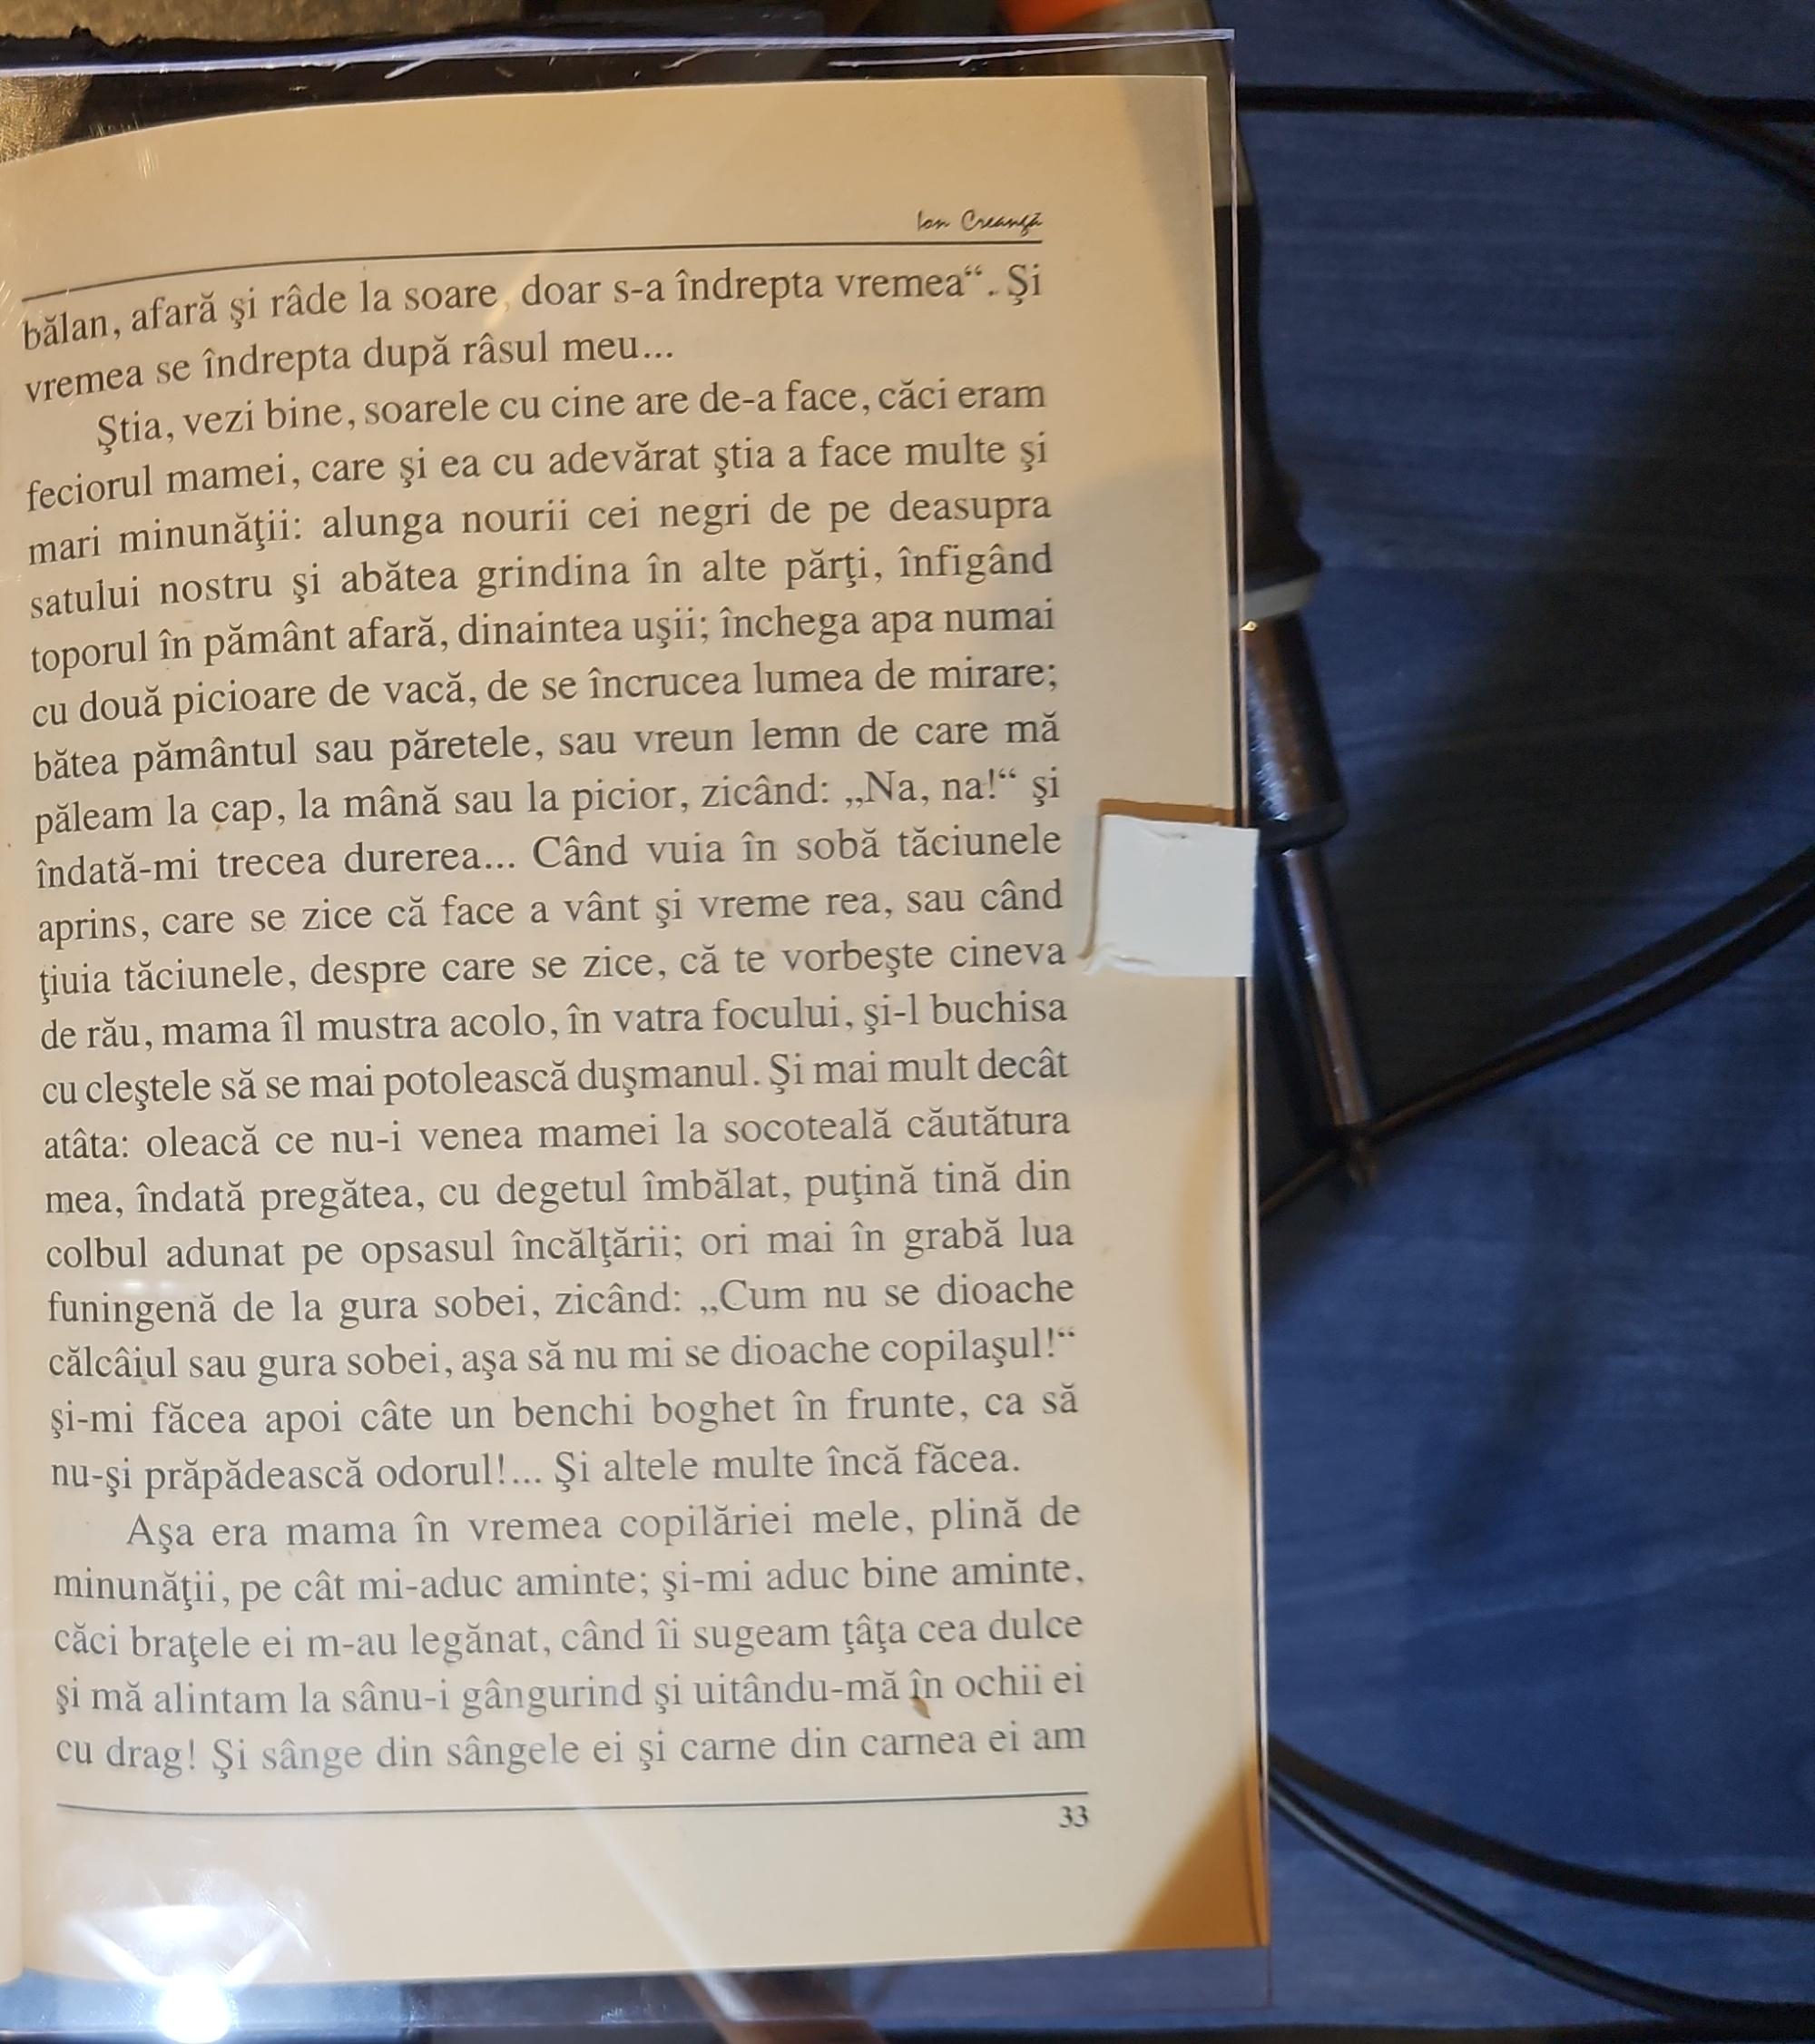 Ion Creangă
bălan, afară şi râde la soare, doar s-a îndrepta vremea“. Şi
vremea se îndrepta după râsul meu...
Ştia, vezi bine, soarele cu cine are de-a face, căci eram
feciorul mamei, care şi ea cu adevărat ştia a face multe şi
mari minunăţii: alunga nourii cei negri de pe deasupra
satului nostru şi abătea grindina în alte părţi, înfigând
toporul în pământ afară, dinaintea uşii; închega apa numai
cu două picioare de vacă, de se încrucea lumea de mirare;
bătea pământul sau păretele, sau vreun lemn de care mă
păleam la cap, la mână sau la picior, zicând: „Na, na!“ şi
îndată-mi trecea durerea... Când vuia în sobă tăciunele
aprins, care se zice că face a vânt şi vreme rea, sau când
ţiuia tăciunele, despre care se zice, că te vorbeşte cineva
de rău, mama îl mustra acolo, în vatra focului, şi-l buchisa
cu cleştele să se mai potolească duşmanul. Şi mai mult decât
atâta: oleacă ce nu-i venea mamei la socoteală căutătura
mea, îndată pregătea, cu degetul îmbălat, puţină tină din
colbul adunat pe opsasul încălţării; ori mai în grabă lua
funingenă de la gura sobei, zicând: „Cum nu se dioache
călcâiul sau gura sobei, aşa să nu mi se dioache copilaşul!“
şi-mi făcea apoi câte un benchi boghet în frunte, ca să
nu-şi prăpădească odorul!... Şi altele multe încă făcea.
Aşa era mama în vremea copilăriei mele, plină de
minunăţii, pe cât mi-aduc aminte; şi-mi aduc bine aminte,
căci braţele ei m-au legănat, când îi sugeam ţâţa cea dulce
şi mă alintam la sânu-i gângurind şi uitându-mă în ochii ei
cu drag! Şi sânge din sângele ei şi carne din carnea ei am
33